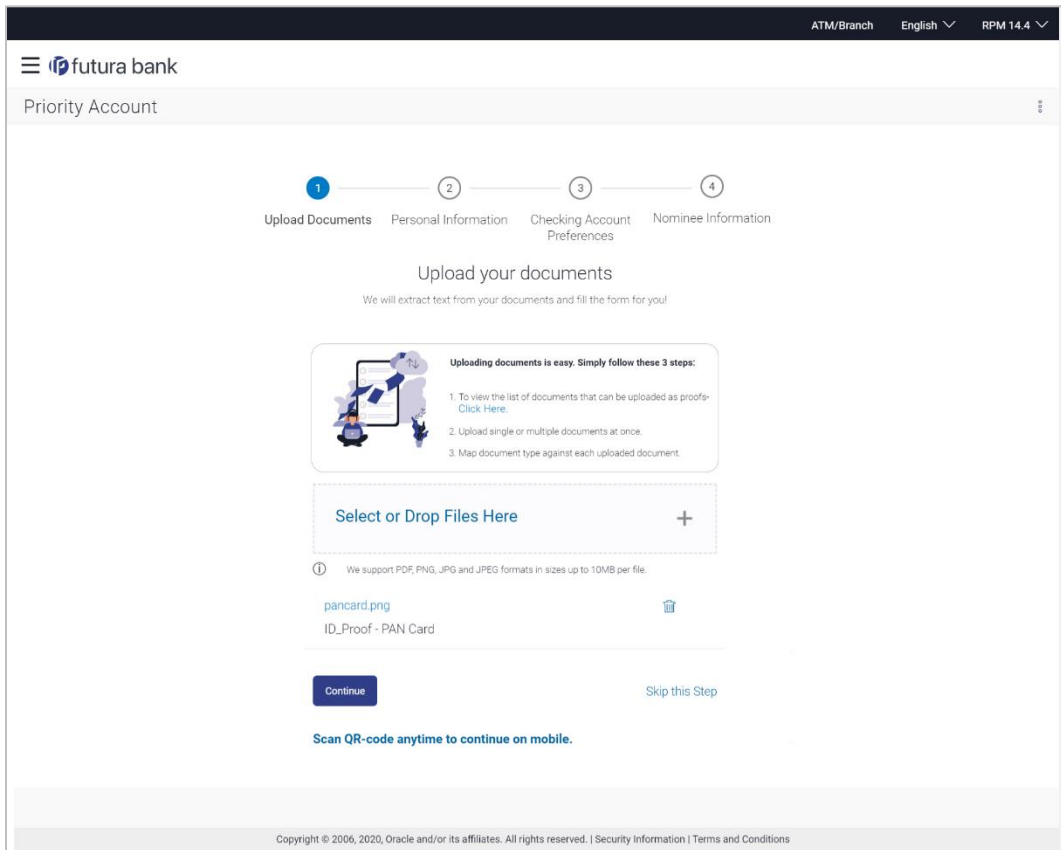 ATM/Branch English RPM 14.4
futura bank
Priority Account
1 2 3 4
Upload Documents Personal Information Checking Account Nominee Information
Preferences
Upload your documents
We will extract text from your documents and fill the form for you!
Uploading documents is easy. Simply follow these 3 steps:
1. To view the list of documents that can be uploaded as proofs-
Click Here.
2. Upload single or multiple documents at once.
3. Map document type against each uploaded document.
Select or Drop Files Here +
We support PDF, PNG, JPG and JPEG formats in sizes up to 10MB per file.
pancard.png
ID_Proof - PAN Card
Continue Skip this Step
Scan QR-code anytime to continue on mobile.
Copyright © 2006, 2020, Oracle and/or its affiliates. All rights reserved. | Security Information | Terms and Conditions